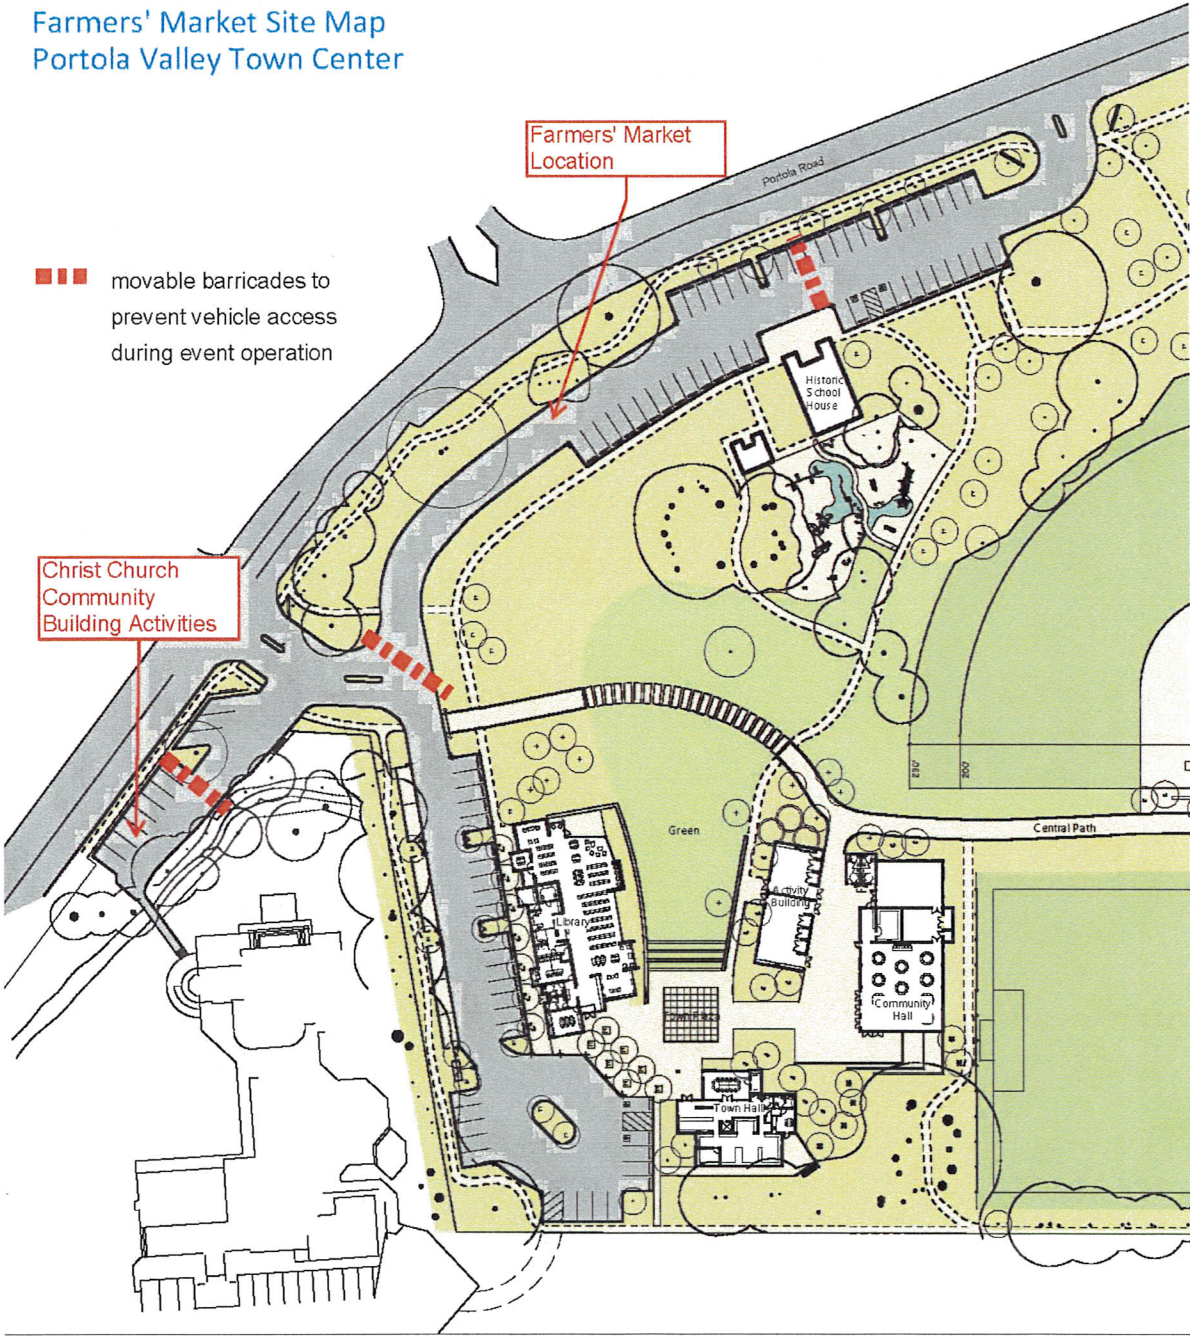 Farmers' Market Site Map
Portola Valley Town Center
Farmers' Market
Location
Portola Road
movable barricades to
prevent vehicle access
during event operation
Historic
School
House
Christ Church
Community
Building Activities
230'
200'
Central Path
Green
Activity
Building
Library
Community
Hall
Town Plaza
Town Hall